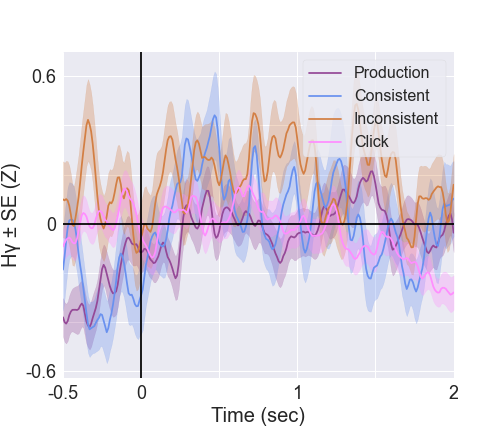 Production
Consistent
Inconsistent
Click
0.6
0
-0.6
Hγ ± SE (Z)
-0.5
0
1
2
Time (sec)